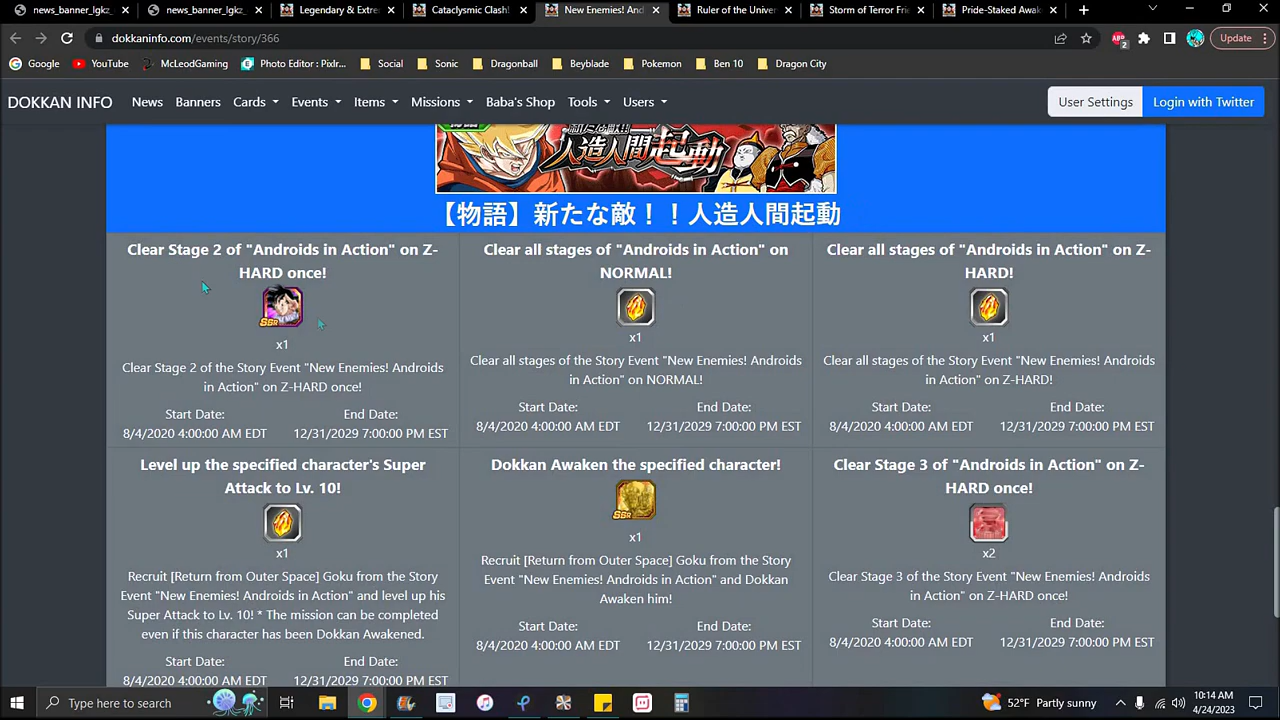 news_banner_lgkz_
news_banner_lgkz_
Legendary & Extre
Cataclysmic Clash!
New Enemies! And
Ruler of the Univer
Storm of Terror Fri
Pride-Staked Awak
dokkaninfo.com/events/story/366
2
Update
Google
YouTube
McLeodGaming
Photo Editor : Pixlr...
Social
Sonic
Dragonball
Beyblade
Pokemon
Ben 10
Dragon City
DOKKAN INFO
News
Banners
Cards
Events
Items
Missions
Baba's Shop
Tools
Users
User Settings
Login with Twitter
人造人間起動
【物語】新たな敵！！人造人間起動
Clear Stage 2 of "Androids in Action" on Z-
HARD once!
SSR
x1
Clear Stage 2 of the Story Event "New Enemies! Androids
in Action" on Z-HARD once!
Start Date:
8/4/2020 4:00:00 AM EDT
End Date:
12/31/2029 7:00:00 PM EST
Clear all stages of "Androids in Action" on
NORMAL!
x1
Clear all stages of the Story Event "New Enemies! Androids
in Action" on NORMAL!
Start Date:
8/4/2020 4:00:00 AM EDT
End Date:
12/31/2029 7:00:00 PM EST
Clear all stages of "Androids in Action" on Z-
HARD!
x1
Clear all stages of the Story Event "New Enemies! Androids
in Action" on Z-HARD!
Start Date:
8/4/2020 4:00:00 AM EDT
End Date:
12/31/2029 7:00:00 PM EST
Level up the specified character's Super
Attack to Lv. 10!
x1
Recruit [Return from Outer Space] Goku from the Story
Event "New Enemies! Androids in Action" and level up his
Super Attack to Lv. 10! * The mission can be completed
even if this character has been Dokkan Awakened.
Start Date:
8/4/2020 4:00:00 AM EDT
End Date:
12/31/2029 7:00:00 PM EST
Dokkan Awaken the specified character!
SSR
x1
Recruit [Return from Outer Space] Goku from the Story
Event "New Enemies! Androids in Action" and Dokkan
Awaken him!
Start Date:
8/4/2020 4:00:00 AM EDT
End Date:
12/31/2029 7:00:00 PM EST
Clear Stage 3 of "Androids in Action" on Z-
HARD once!
x2
Clear Stage 3 of the Story Event "New Enemies! Androids
in Action" on Z-HARD once!
Start Date:
8/4/2020 4:00:00 AM EDT
End Date:
12/31/2029 7:00:00 PM EST
Type here to search
52°F Partly sunny
10:14 AM
4/24/2023